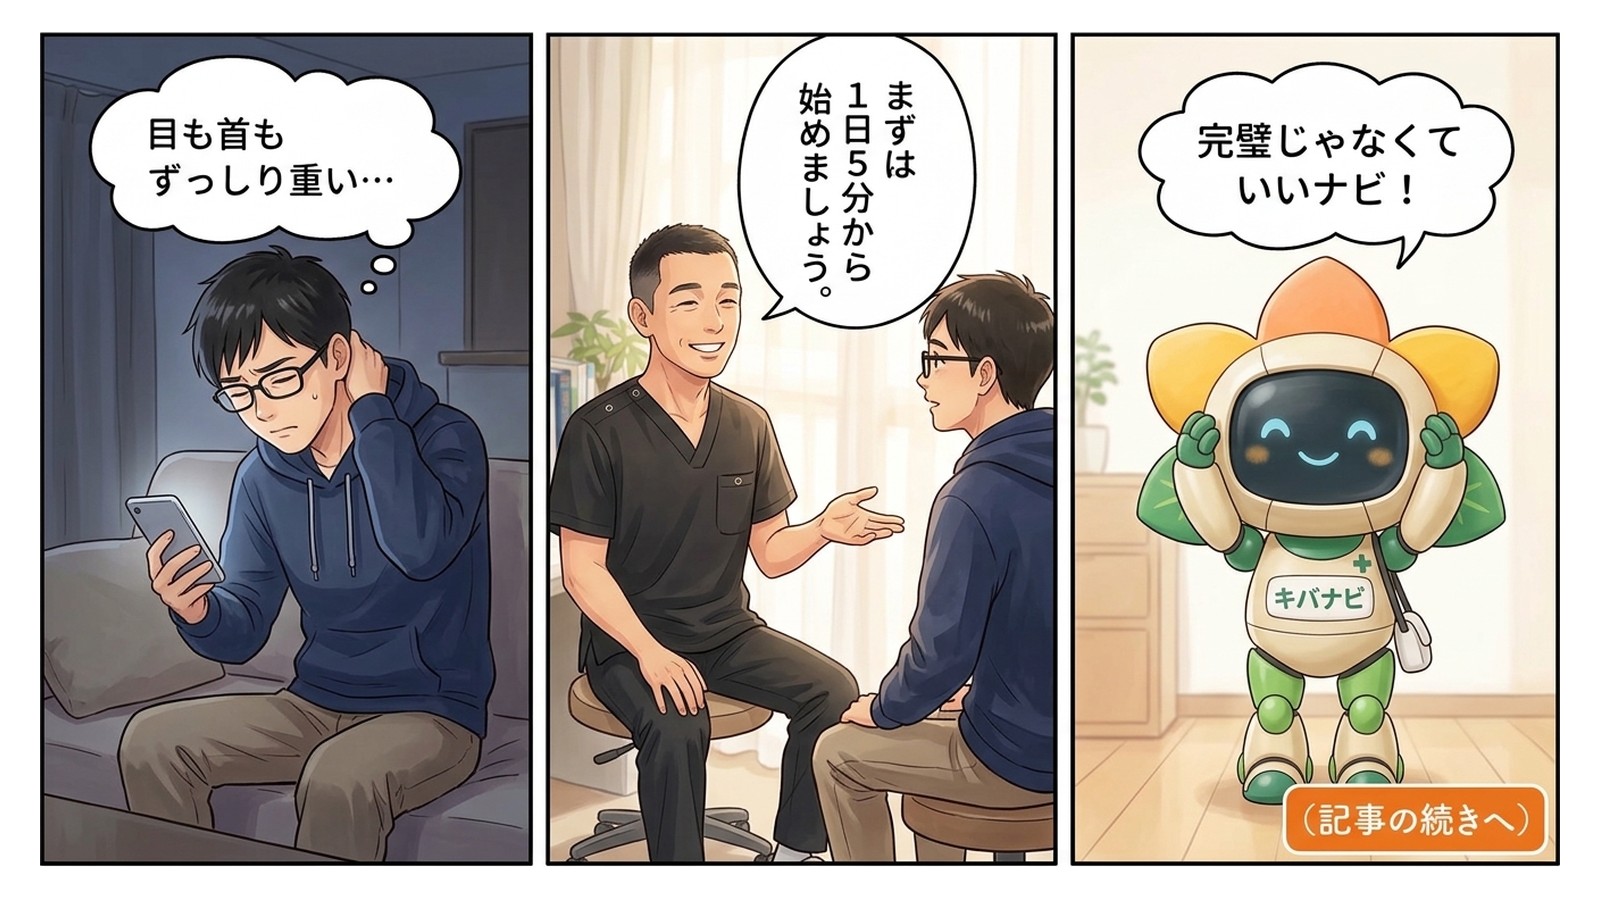 目も首も
ずっしり重い…
まずは
1日5分から
始めましょう。
完璧じゃなくて
いいナビ！
キバナビ
（記事の続きへ）